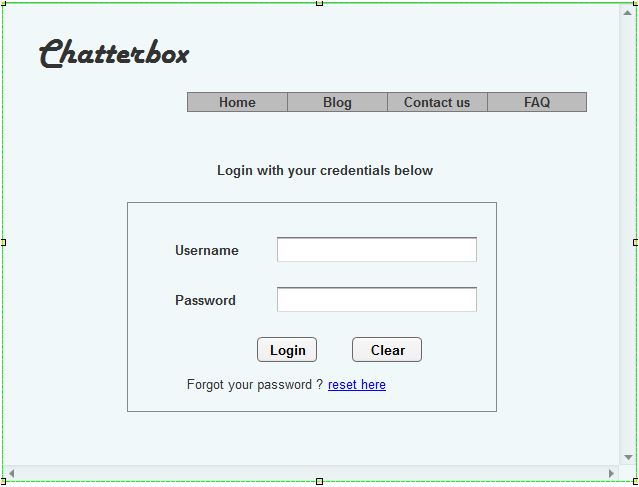 Chatterbox
Home Blog Contact us FAQ
Login with your credentials below
Username
Password
Login Clear
Forgot your password ? reset here